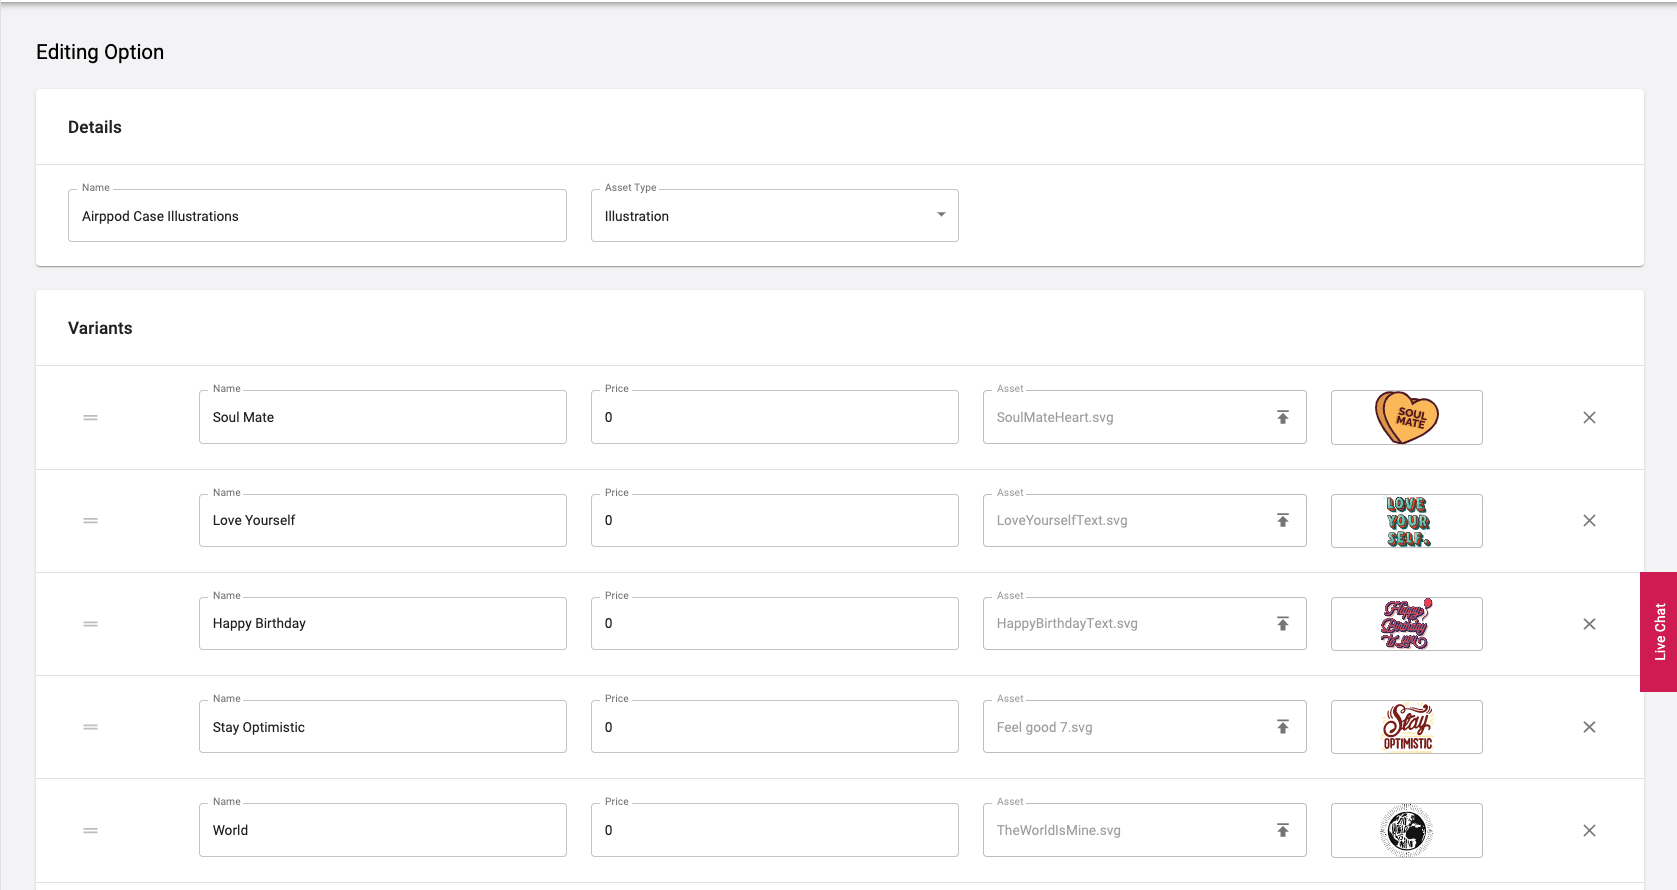 Editing Option
Details
Name
Airppod Case Illustrations
Asset Type
Illustration
Variants
Name
Soul Mate
Price
0
Asset
SoulMateHeart.svg
SOUL
MATE
Name
Love Yourself
Price
0
Asset
LoveYourselfText.svg
LOVE
YOUR
SELF.
Name
Happy Birthday
Price
0
Asset
HappyBirthdayText.svg
Happy
Birthday
to you
Live Chat
Name
Stay Optimistic
Price
0
Asset
Feel good 7.svg
Stay
OPTIMISTIC
Name
World
Price
0
Asset
TheWorldIsMine.svg